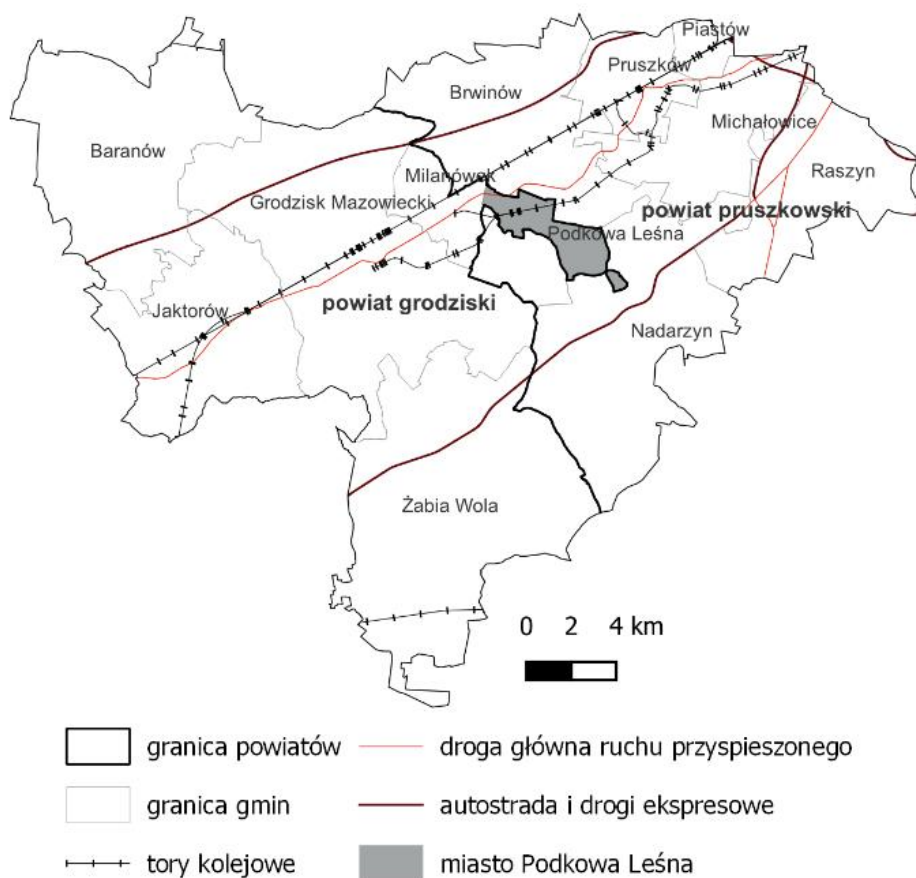 Piastów
Pruszków
Brwinów
Michałowice
Baranów
Raszyn
Milanówek
Grodzisk Mazowiecki
powiat pruszkowski
Podkowa Leśna
powiat grodziski
Jaktorów
Nadarzyn
Żabia Wola
0 2 4 km
granica powiatów
droga główna ruchu przyspieszonego
granica gmin
autostrada i drogi ekspresowe
tory kolejowe
miasto Podkowa Leśna